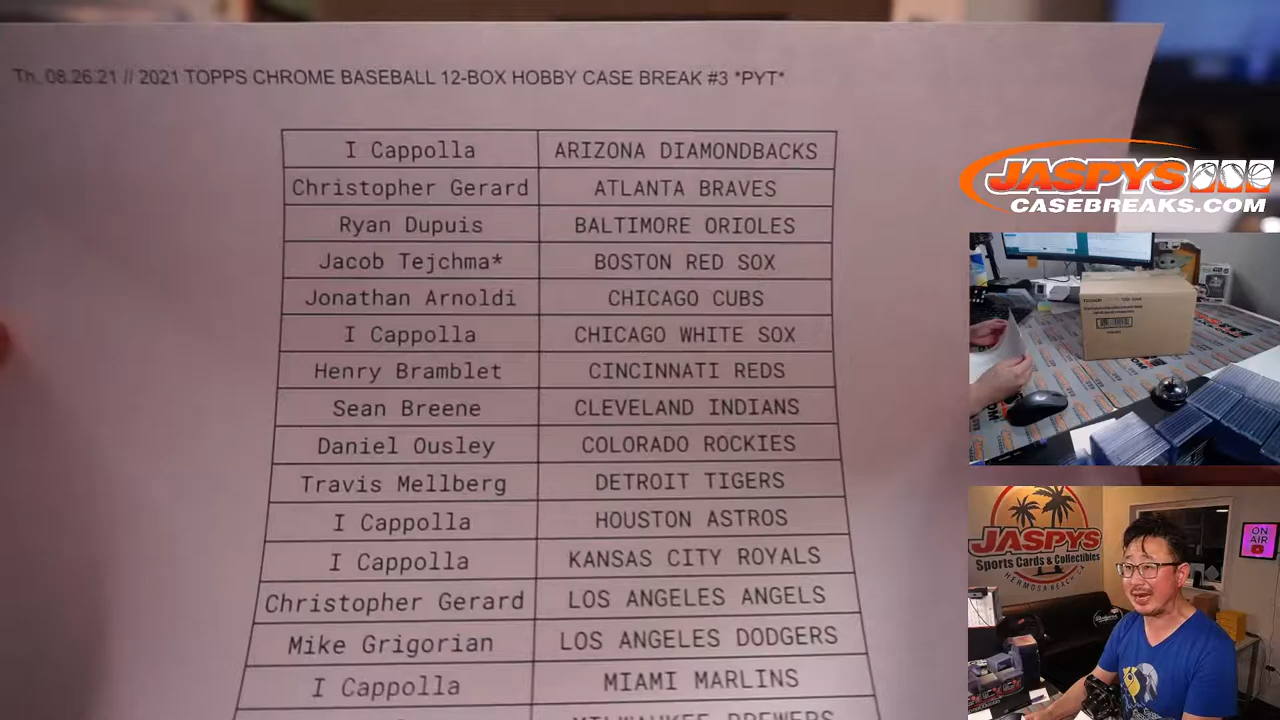 Th. 08.26.21 // 2021 TOPPS CHROME BASEBALL 12-BOX HOBBY CASE BREAK #3 *PYT*
I Cappolla ARIZONA DIAMONDBACKS
Christopher Gerard ATLANTA BRAVES
Ryan Dupuis BALTIMORE ORIOLES
Jacob Tejchma* BOSTON RED SOX
Jonathan Arnoldi CHICAGO CUBS
I Cappolla CHICAGO WHITE SOX
Henry Bramblet CINCINNATI REDS
Sean Breene CLEVELAND INDIANS
Daniel Ousley COLORADO ROCKIES
Travis Mellberg DETROIT TIGERS
I Cappolla HOUSTON ASTROS
I Cappolla KANSAS CITY ROYALS
Christopher Gerard LOS ANGELES ANGELS
Mike Grigorian LOS ANGELES DODGERS
I Cappolla MIAMI MARLINS
MILWAUKEE BREWERS
JASPYS
CASEBREAKS.COM
JASPYS
Sports Cards & Collectibles
HERMOSA BEACH
ON
AIR